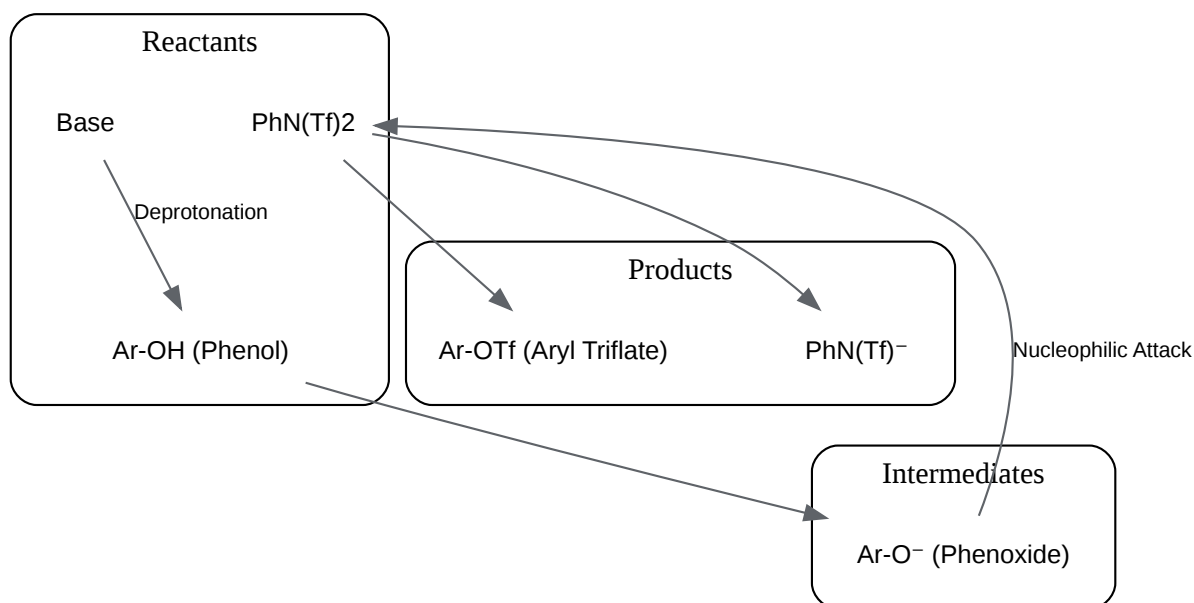 Reactants
Base
PhN(Tf)2
Deprotonation
Products
Ar-OH (Phenol)
Ar-OTf (Aryl Triflate)
PhN(Tf)⁻
Nucleophilic Attack
Intermediates
Ar-O⁻ (Phenoxide)